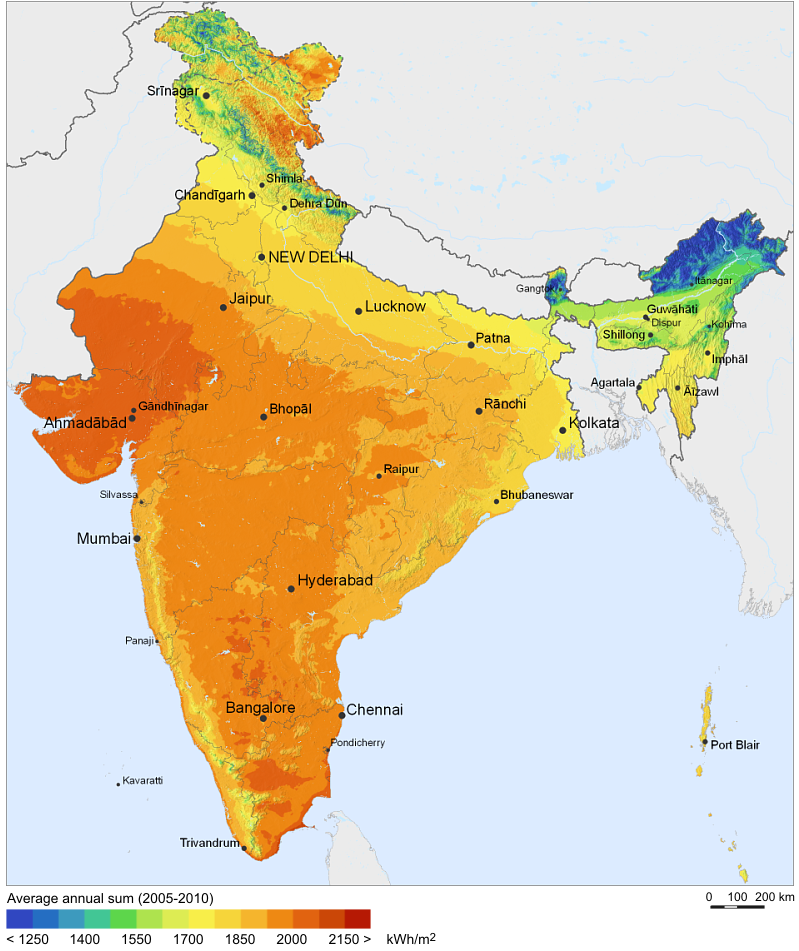 Srīnagar
Shimla
Chandīgarh
Dehra Dūn
NEW DELHI
Jaipur
Lucknow
Patna
Gangtok
Itānagar
Guwāhāti
Dispur
Shillong
Kohīma
Imphāl
Agartala
Āīzawl
Gāndhīnagar
Ahmadābād
Bhopāl
Rānchi
Kolkata
Raipur
Silvassa
Bhubaneswar
Mumbai
Hyderabad
Panaji
Bangalore
Chennai
Pondicherry
Port Blair
Kavaratti
Trivandrum
Average annual sum (2005-2010)
0 100 200 km
< 1250 1400 1550 1700 1850 2000 2150 > kWh/m²